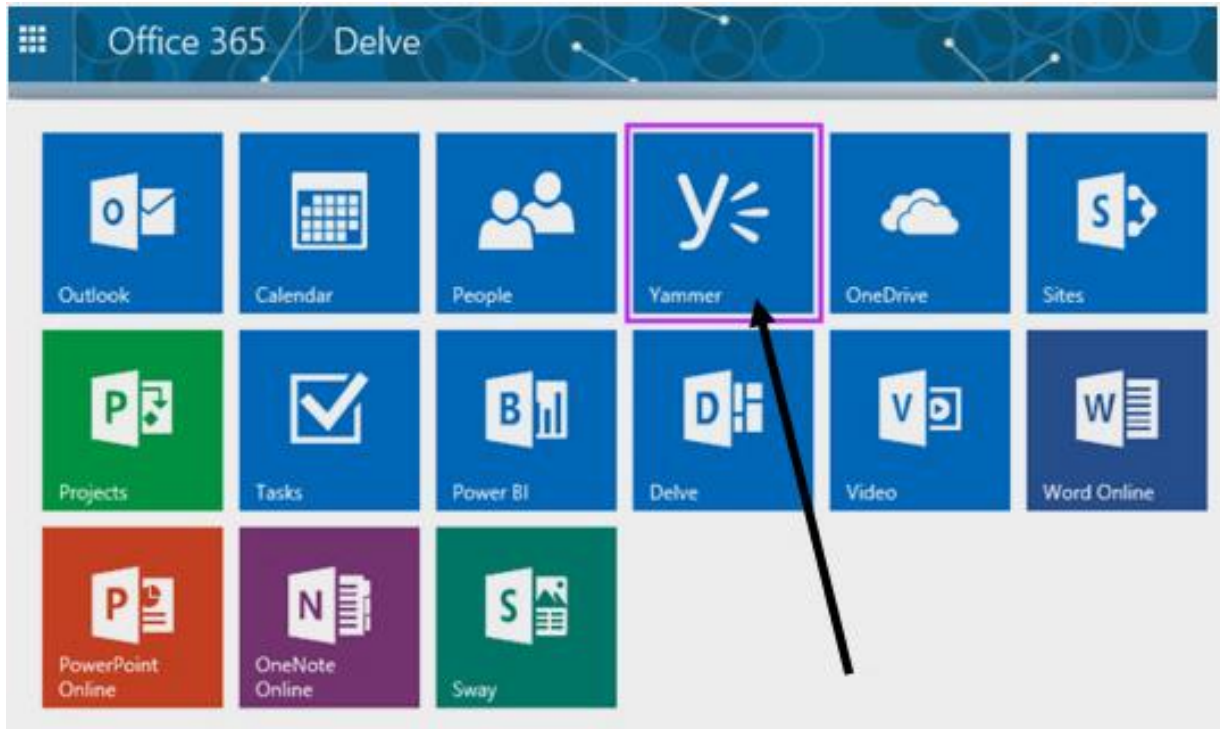 Office 365 Delve
Outlook
Calendar
People
Yammer
OneDrive
Sites
Projects
Tasks
Power BI
Delve
Video
Word Online
PowerPoint
Online
OneNote
Online
Sway